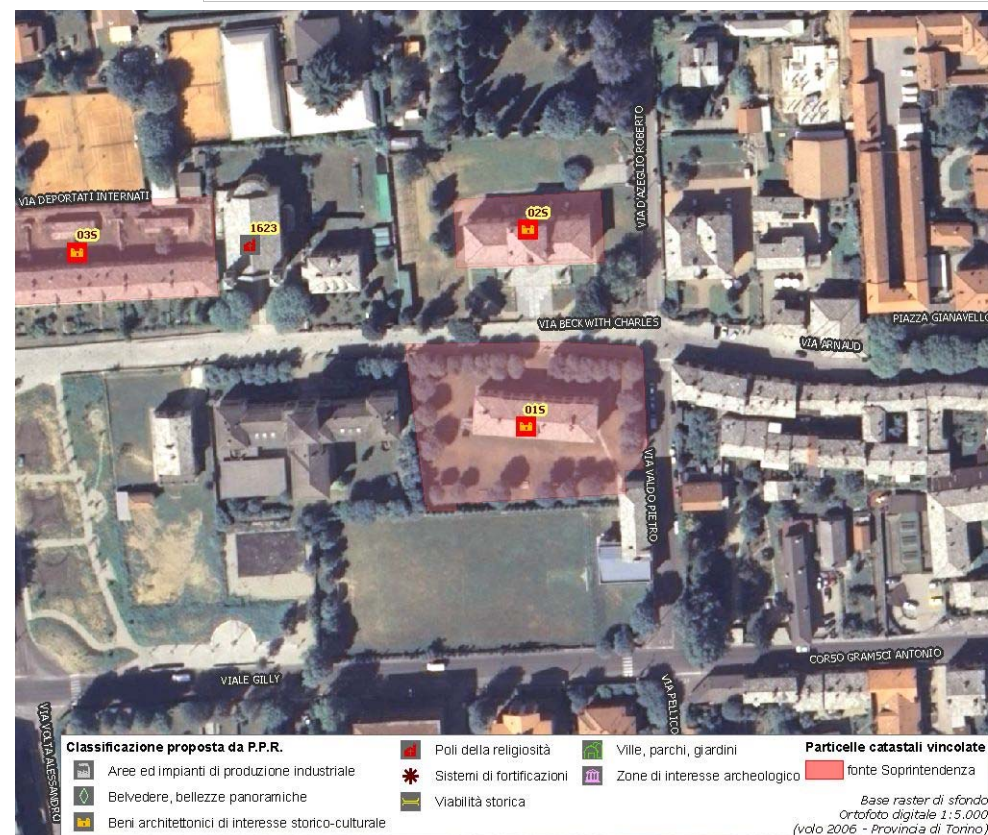 VIA DEPORTATI INTERNATI
VIA D'AZEGLIO ROBERTO
03S
1623
02S
VIA BECKWITH CHARLES
PIAZZA GIANAVELLO
VIA ARNAUD
01S
VIA VALDO PIETRO
CORSO GRAMSCI ANTONIO
VIALE GILLY
VIA PELLICO
VIA VOLTA ALESSANDRO
Classificazione proposta da P.P.R.
Aree ed impianti di produzione industriale
Belvedere, bellezze panoramiche
Beni architettonici di interesse storico-culturale
Poli della religiosità
Sistemi di fortificazioni
Viabilità storica
Ville, parchi, giardini
Zone di interesse archeologico
Particelle catastali vincolate
fonte Soprintendenza
Base raster di sfondo
Ortofoto digitale 1:5.000
(volo 2006 - Provincia di Torino)